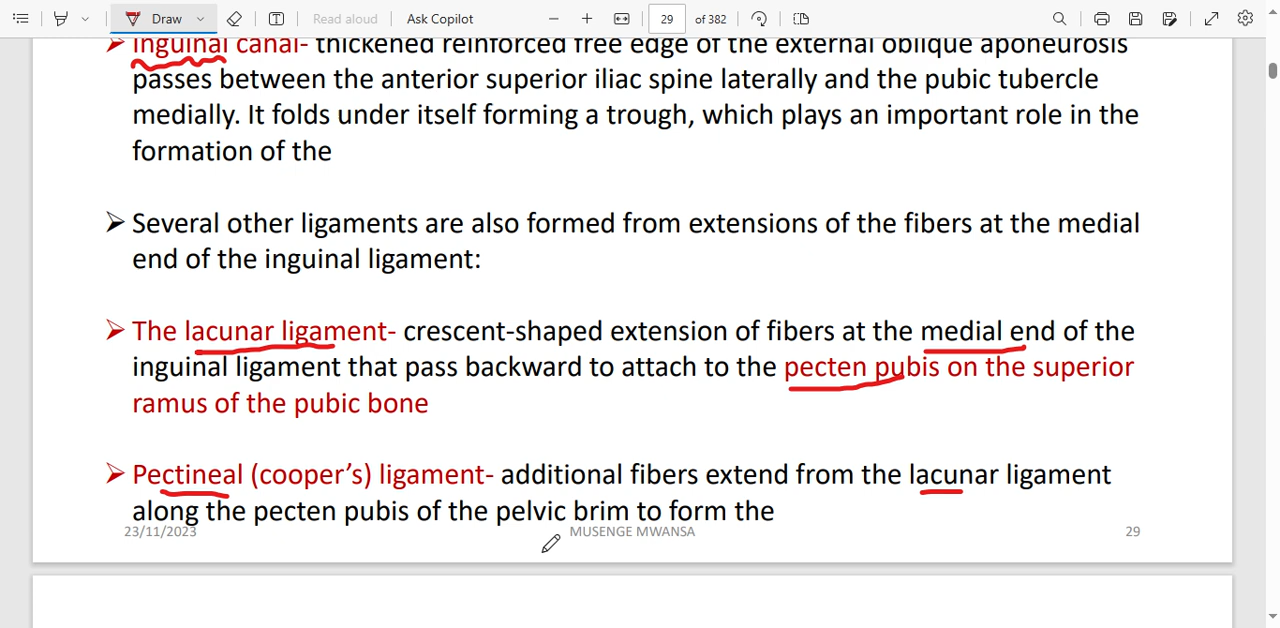 Draw
Read aloud
Ask Copilot
29
of 382
Inguinal canal- thickened reinforced free edge of the external oblique aponeurosis
passes between the anterior superior iliac spine laterally and the pubic tubercle
medially. It folds under itself forming a trough, which plays an important role in the
formation of the
Several other ligaments are also formed from extensions of the fibers at the medial
end of the inguinal ligament:
The lacunar ligament- crescent-shaped extension of fibers at the medial end of the
inguinal ligament that pass backward to attach to the pecten pubis on the superior
ramus of the pubic bone
Pectineal (cooper's) ligament- additional fibers extend from the lacunar ligament
along the pecten pubis of the pelvic brim to form the
23/11/2023
MUSENGE MWANSA
29